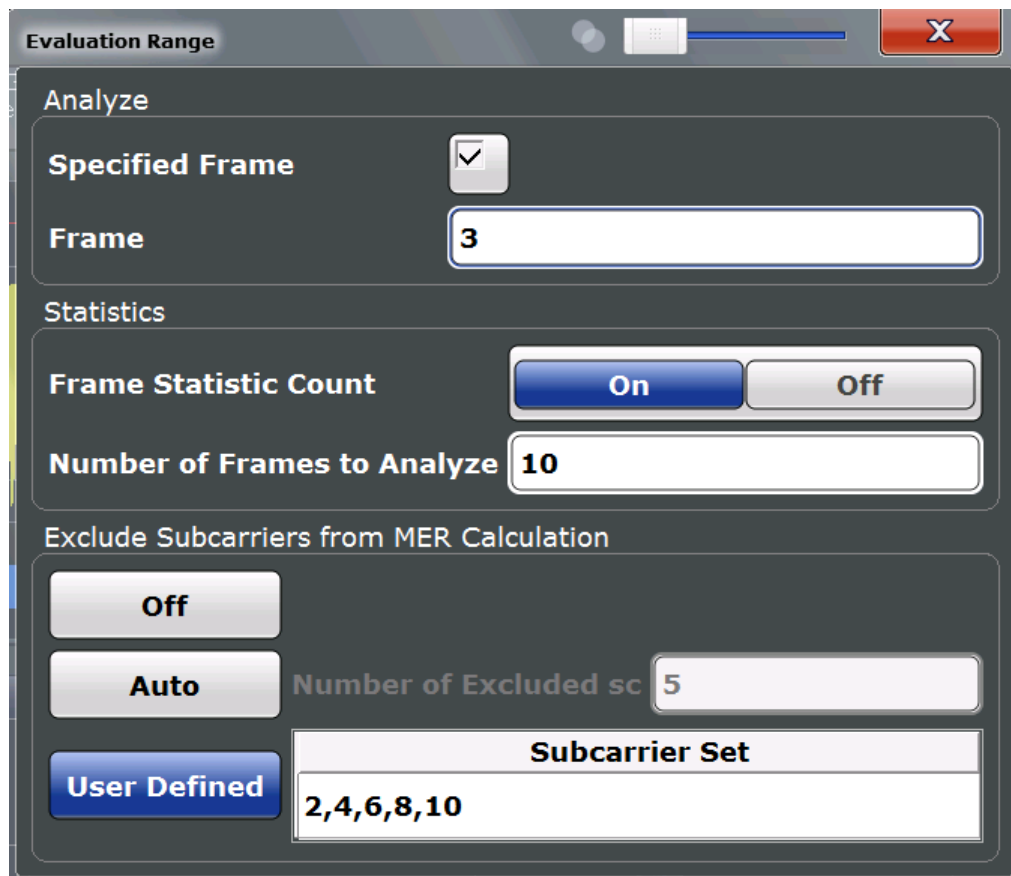 Evaluation Range
X
Analyze
Specified Frame
Frame 3
Statistics
Frame Statistic Count On Off
Number of Frames to Analyze 10
Exclude Subcarriers from MER Calculation
Off
Auto Number of Excluded sc 5
Subcarrier Set
User Defined
2,4,6,8,10